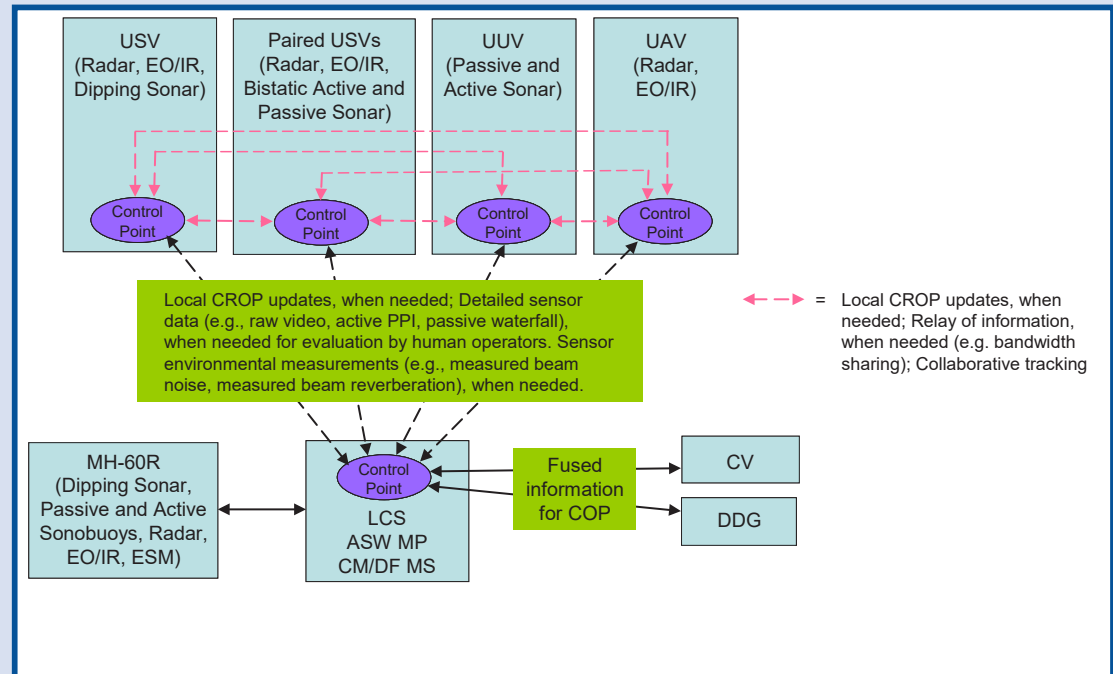 USV
(Radar, EO/IR,
Dipping Sonar)
Paired USVs
(Radar, EO/IR,
Bistatic Active and
Passive Sonar)
UUV
(Passive and
Active Sonar)
UAV
(Radar,
EO/IR)
Control
Point
Control
Point
Control
Point
Control
Point
Local CROP updates, when needed; Detailed sensor
data (e.g., raw video, active PPI, passive waterfall),
when needed for evaluation by human operators. Sensor
environmental measurements (e.g., measured beam
noise, measured beam reverberation), when needed.
= Local CROP updates, when
needed; Relay of information,
when needed (e.g. bandwidth
sharing); Collaborative tracking
MH-60R
(Dipping Sonar,
Passive and Active
Sonobuoys, Radar,
EO/IR, ESM)
Control
Point
LCS
ASW MP
CM/DF MS
Fused
information
for COP
CV
DDG